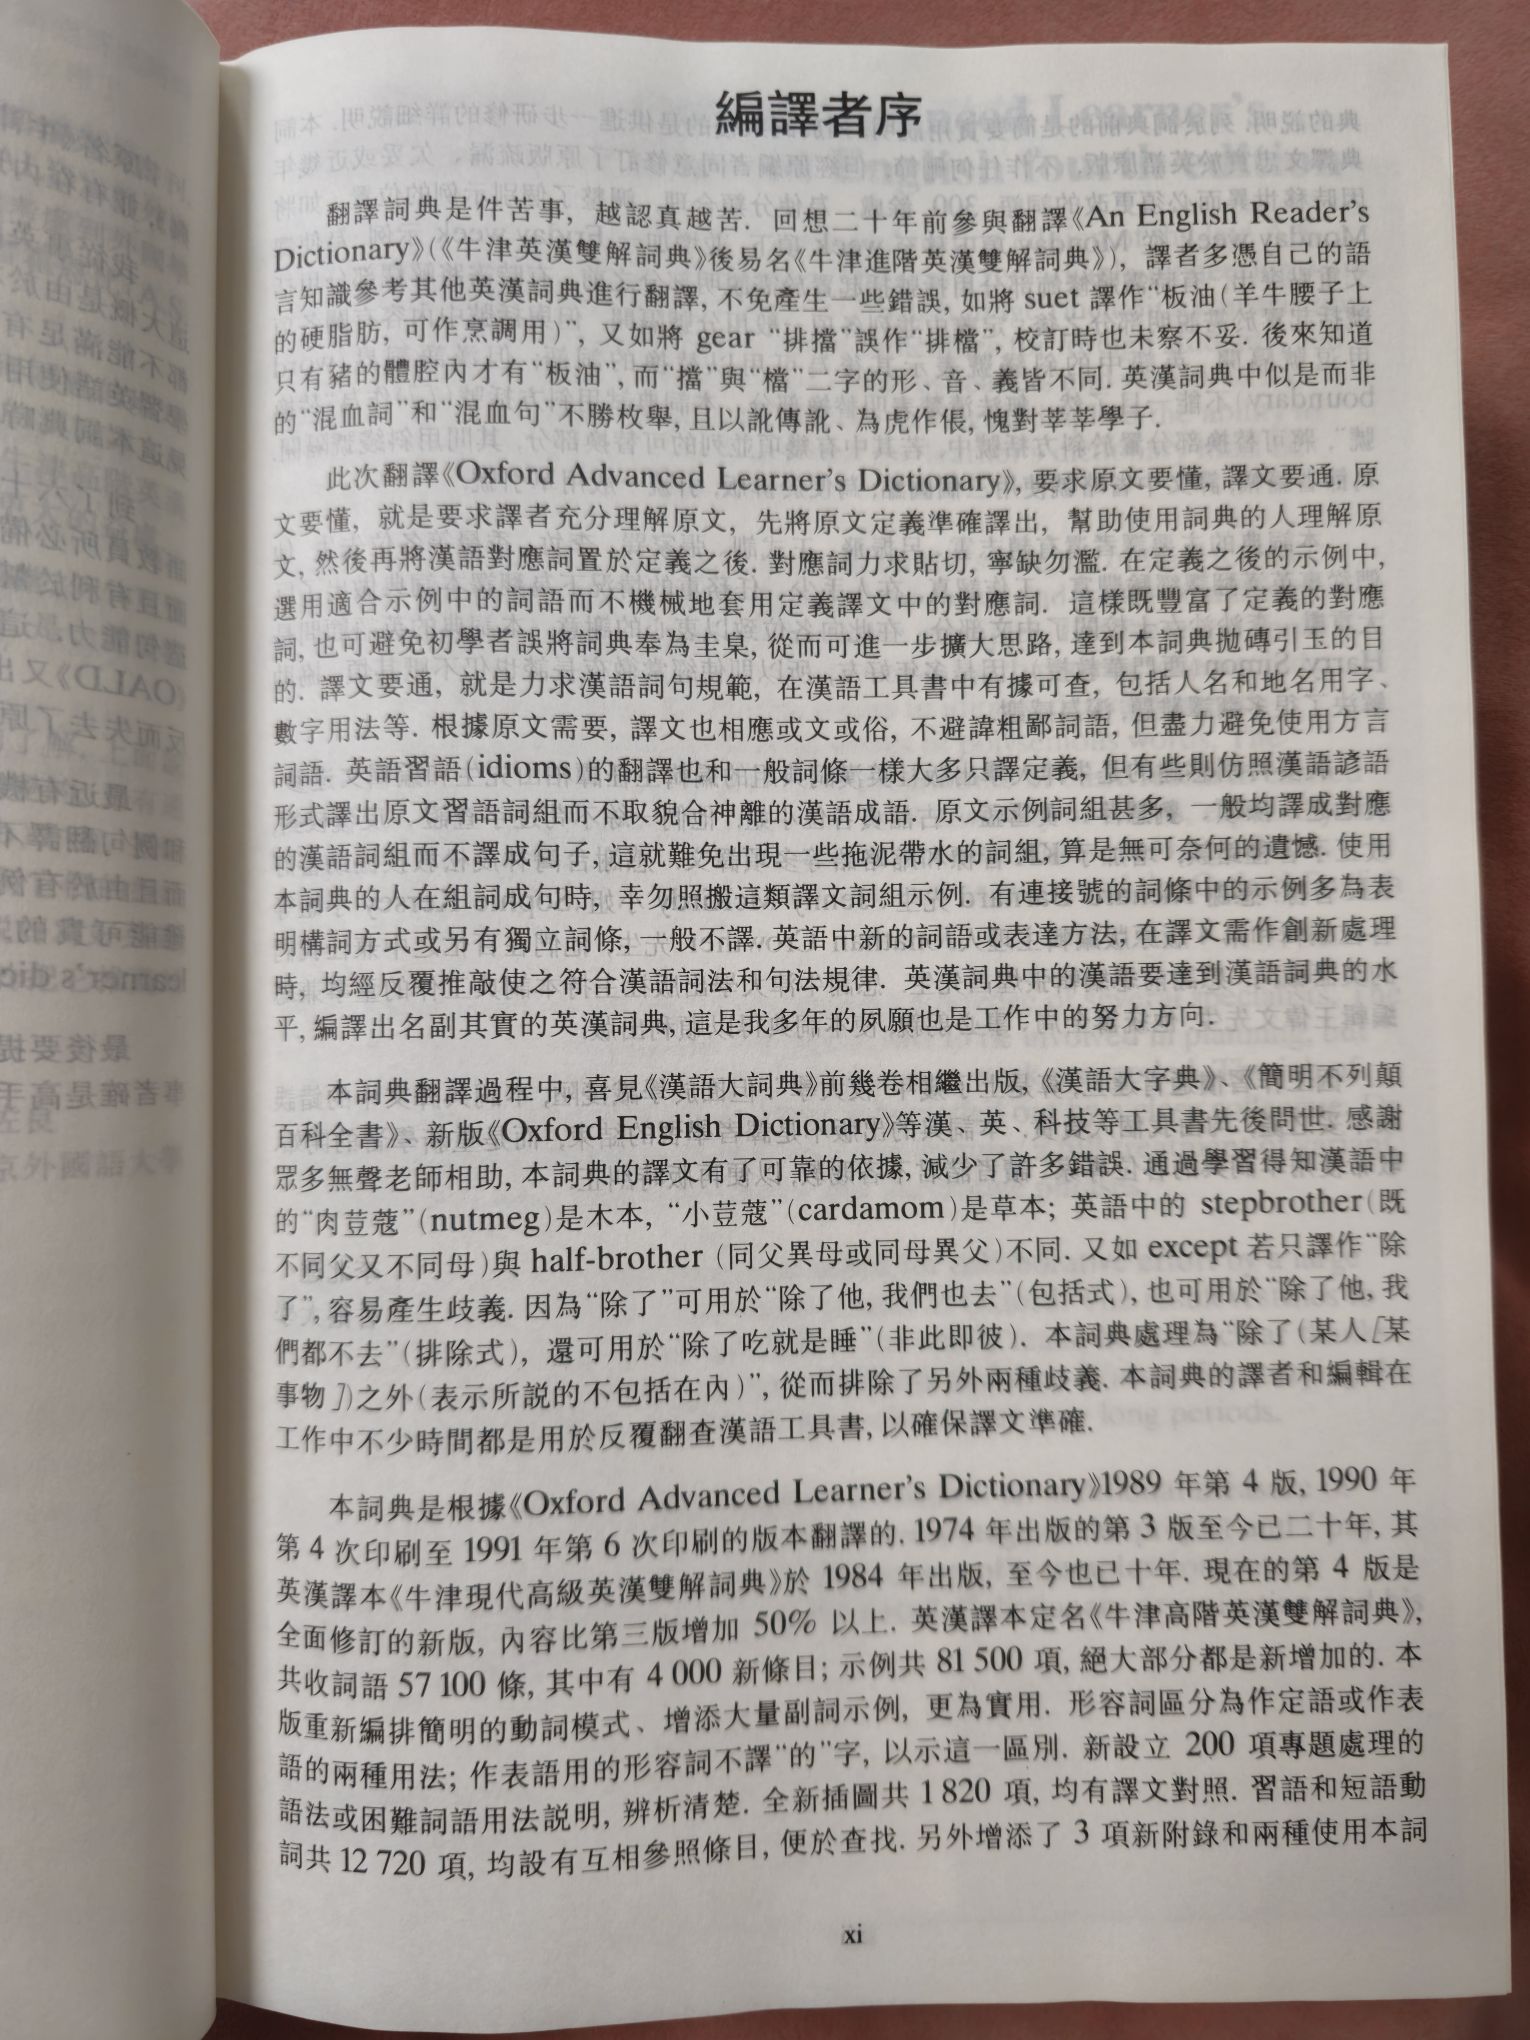 編譯者序
翻譯詞典是件苦事, 越認真越苦. 回想二十年前參與翻譯《An English Reader's
Dictionary》(《牛津英漢雙解詞典》後易名《牛津進階英漢雙解詞典》), 譯者多憑自己的語
言知識參考其他英漢詞典進行翻譯, 不免產生一些錯誤, 如將 suet 譯作“板油(羊牛腰子上
的硬脂肪, 可作烹調用)”, 又如將 gear “排擋”誤作“排檔”, 校訂時也未察不妥. 後來知道
只有豬的體腔內才有“板油”, 而“擋”與“檔”二字的形、音、義皆不同. 英漢詞典中似是而非
的“混血詞”和“混血句”不勝枚舉, 且以訛傳訛、為虎作倀, 愧對莘莘學子.
此次翻譯《Oxford Advanced Learner's Dictionary》, 要求原文要懂, 譯文要通. 原
文要懂, 就是要求譯者充分理解原文, 先將原文定義準確譯出, 幫助使用詞典的人理解原
文, 然後再將漢語對應詞置於定義之後. 對應詞力求貼切, 寧缺勿濫. 在定義之後的示例中,
選用適合示例中的詞語而不機械地套用定義譯文中的對應詞. 這樣既豐富了定義的對應
詞, 也可避免初學者誤將詞典奉為圭臬, 從而可進一步擴大思路, 達到本詞典拋磚引玉的目
的. 譯文要通, 就是力求漢語詞句規範, 在漢語工具書中有據可查, 包括人名和地名用字、
數字用法等. 根據原文需要, 譯文也相應或文或俗, 不避諱粗鄙詞語, 但盡力避免使用方言
詞語. 英語習語(idioms)的翻譯也和一般詞條一樣大多只譯定義, 但有些則仿照漢語諺語
形式譯出原文習語詞組而不取貌合神離的漢語成語. 原文示例詞組甚多, 一般均譯成對應
的漢語詞組而不譯成句子, 這就難免出現一些拖泥帶水的詞組, 算是無可奈何的遺憾. 使用
本詞典的人在組詞成句時, 幸勿照搬這類譯文詞組示例. 有連接號的詞條中的示例多為表
明構詞方式或另有獨立詞條, 一般不譯. 英語中新的詞語或表達方法, 在譯文需作創新處理
時, 均經反覆推敲使之符合漢語詞法和句法規律. 英漢詞典中的漢語要達到漢語詞典的水
平, 編譯出名副其實的英漢詞典, 這是我多年的夙願也是工作中的努力方向.
本詞典翻譯過程中, 喜見《漢語大詞典》前幾卷相繼出版, 《漢語大字典》、《簡明不列顛
百科全書》、新版《Oxford English Dictionary》等漢、英、科技等工具書先後問世. 感謝
眾多無聲老師相助, 本詞典的譯文有了可靠的依據, 減少了許多錯誤. 通過學習得知漢語中
的“肉荳蔻”(nutmeg)是木本, “小荳蔻”(cardamom)是草本; 英語中的 stepbrother(既
不同父又不同母)與 half-brother (同父異母或同母異父)不同. 又如 except 若只譯作“除
了”, 容易產生歧義. 因為“除了”可用於“除了他, 我們也去”(包括式), 也可用於“除了他, 我
們都不去”(排除式), 還可用於“除了吃就是睡”(非此即彼). 本詞典處理為“除了(某人[某
事物])之外(表示所説的不包括在內)”, 從而排除了另外兩種歧義. 本詞典的譯者和編輯在
工作中不少時間都是用於反覆翻查漢語工具書, 以確保譯文準確.
本詞典是根據《Oxford Advanced Learner's Dictionary》1989 年第 4 版, 1990 年
第 4 次印刷至 1991 年第 6 次印刷的版本翻譯的. 1974 年出版的第 3 版至今已二十年, 其
英漢譯本《牛津現代高級英漢雙解詞典》於 1984 年出版, 至今也已十年. 現在的第 4 版是
全面修訂的新版, 內容比第三版增加 50% 以上. 英漢譯本定名《牛津高階英漢雙解詞典》,
共收詞語 57 100 條, 其中有 4 000 新條目; 示例共 81 500 項, 絕大部分都是新增加的. 本
版重新編排簡明的動詞模式、增添大量副詞示例, 更為實用. 形容詞區分為作定語或作表
語的兩種用法; 作表語用的形容詞不譯“的”字, 以示這一區別. 新設立 200 項專題處理的
語法或困難詞語用法説明, 辨析清楚. 全新插圖共 1 820 項, 均有譯文對照. 習語和短語動
詞共 12 720 項, 均設有互相參照條目, 便於查找. 另外增添了 3 項新附錄和兩種使用本詞
xi